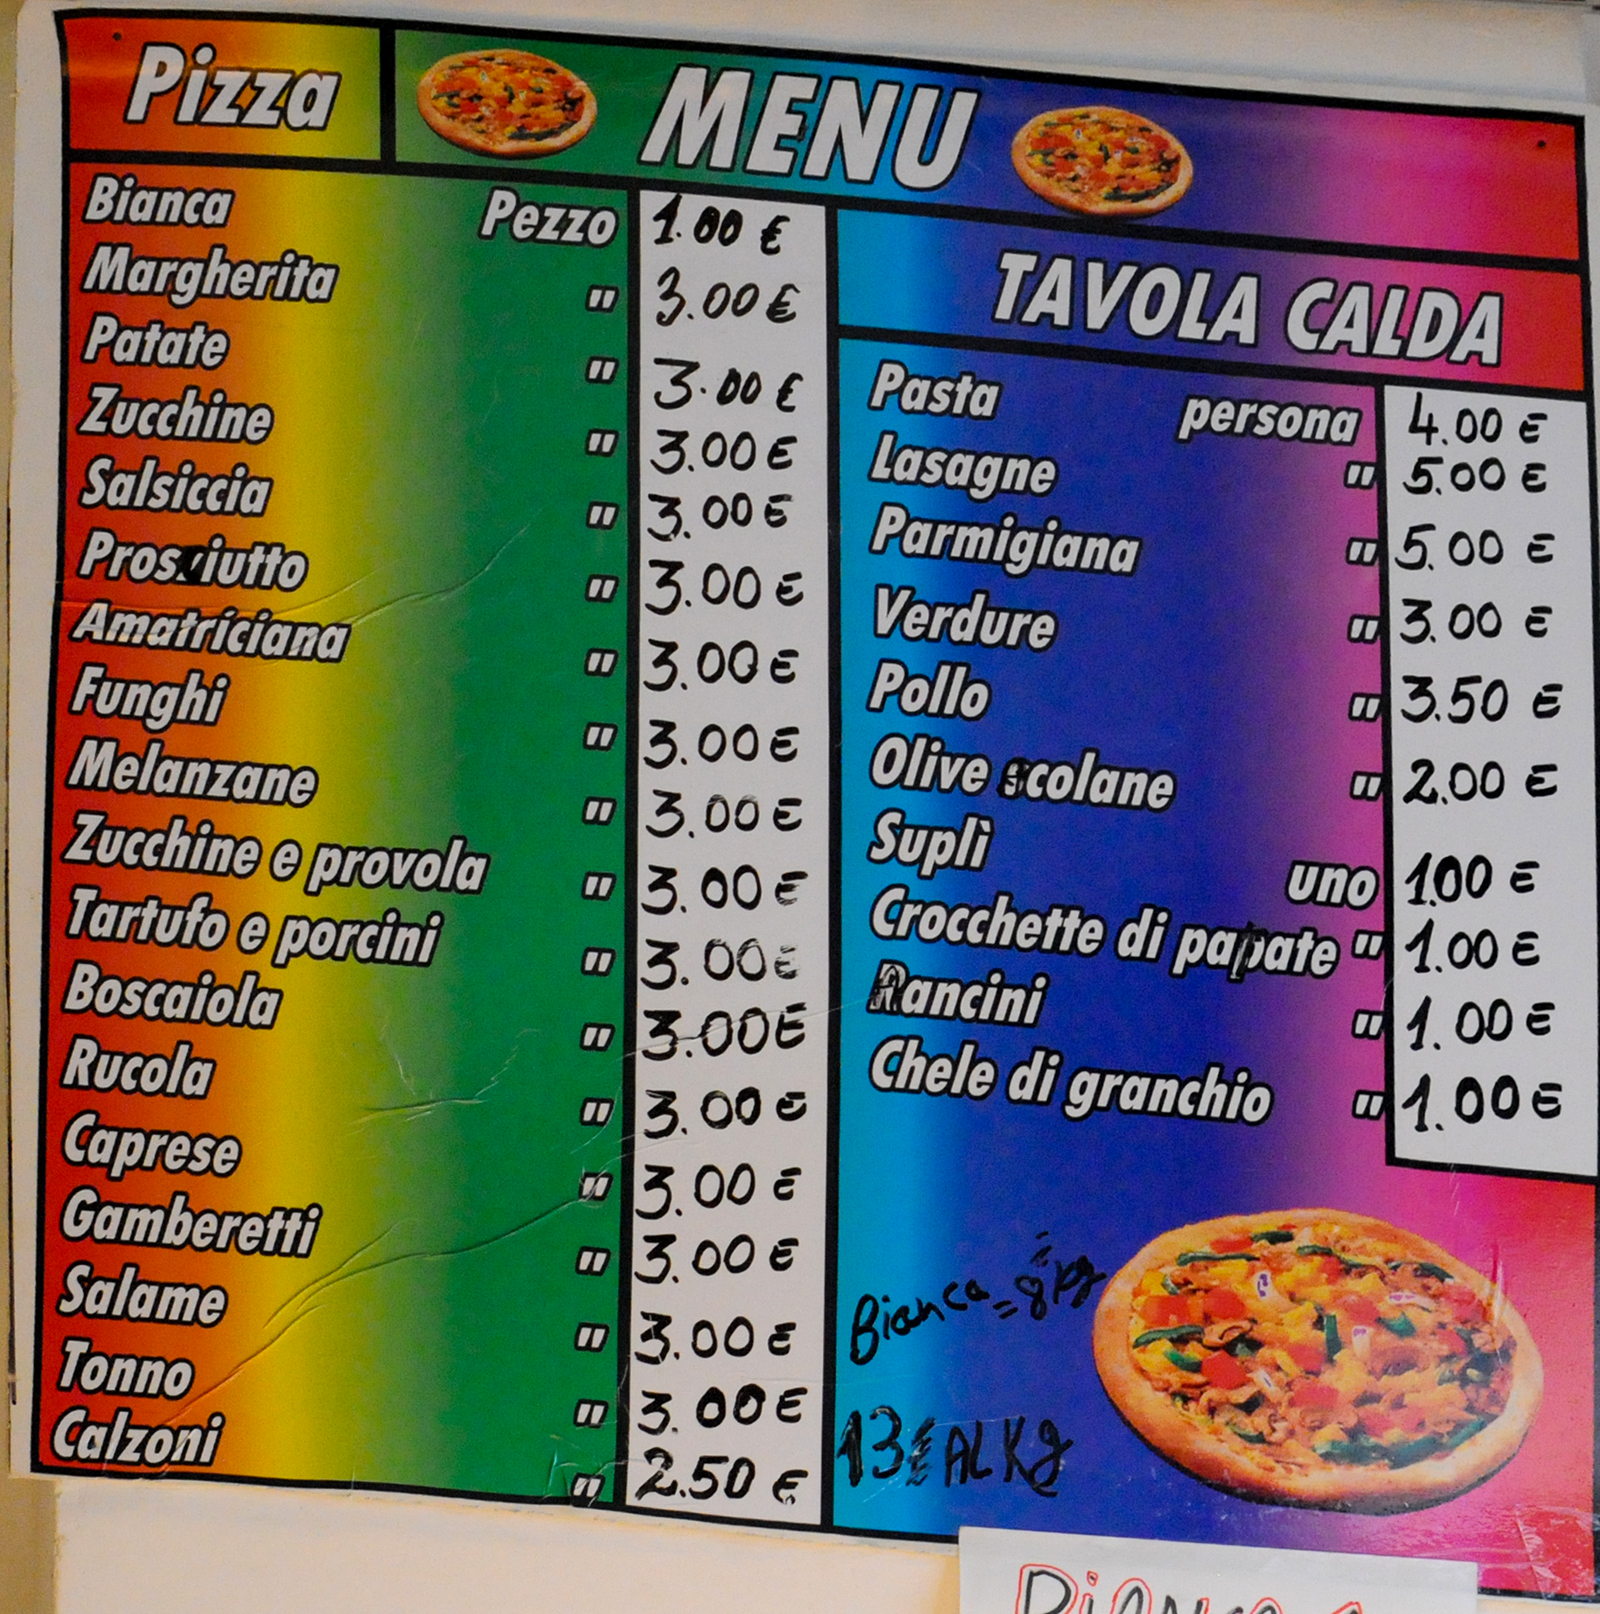 Pizza
MENU
Bianca Pezzo 1.00 €
Margherita " 3.00 €
Patate " 3.00 €
Zucchine " 3.00 €
Salsiccia " 3.00 €
Prosciutto " 3.00 €
Amatriciana " 3.00 €
Funghi " 3.00 €
Melanzane " 3.00 €
Zucchine e provola " 3.00 €
Tartufo e porcini " 3.00 €
Boscaiola " 3.00 €
Rucola " 3.00 €
Caprese " 3.00 €
Gamberetti " 3.00 €
Salame " 3.00 €
Tonno " 3.00 €
Calzoni " 2.50 €
TAVOLA CALDA
Pasta persona 4.00 €
Lasagne " 5.00 €
Parmigiana " 5.00 €
Verdure " 3.00 €
Pollo " 3.50 €
Olive scolane " 2.00 €
Suplì uno 1.00 €
Crocchette di papate " 1.00 €
Rancini " 1.00 €
Chele di granchio " 1.00 €
Bianca = 8 kg
13€ AL Kg